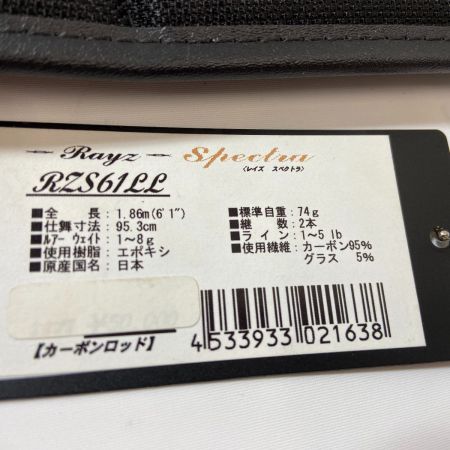 Rayz Spectra
〈レイズ スペクトラ〉
RZS61LL
■全 長：1.86m(6'1")
■仕舞寸法：95.3cm
■ルアーウェイト：1〜8g
■使用樹脂：エポキシ
■原産国名：日本
■標準自重：74g
■継 数：2本
■ラ イ ン：1〜5 lb
■使用繊維：カーボン95%
グラス 5%
【カーボンロッド】
4533933021638